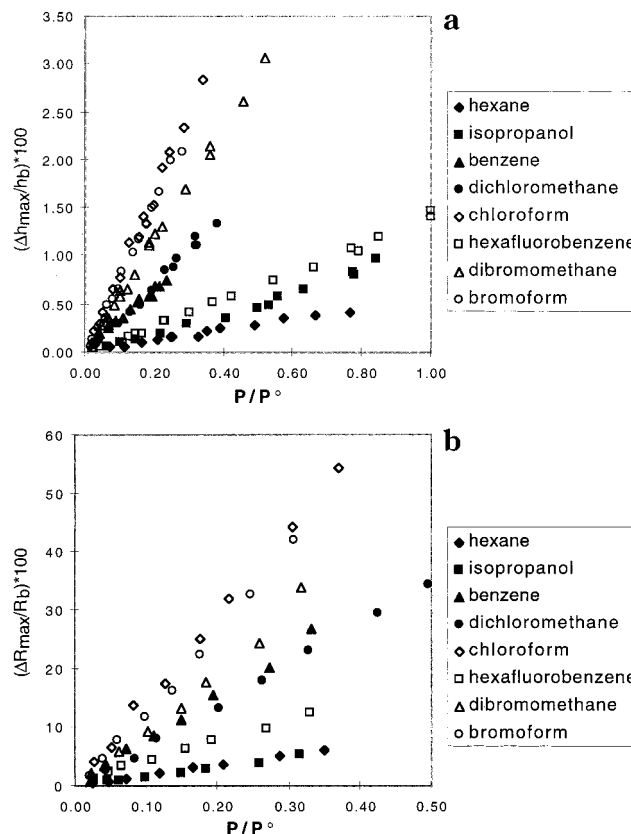 a
(Δhmax/hb)*100
3.50
3.00
2.50
2.00
1.50
1.00
0.50
0.00
0.00 0.20 0.40 0.60 0.80 1.00
P/P°
hexane
isopropanol
benzene
dichloromethane
chloroform
hexafluorobenzene
dibromomethane
bromoform
b
(ΔRmax/Rb)*100
60
50
40
30
20
10
0
0.00 0.10 0.20 0.30 0.40 0.50
P/P°
hexane
isopropanol
benzene
dichloromethane
chloroform
hexafluorobenzene
dibromomethane
bromoform